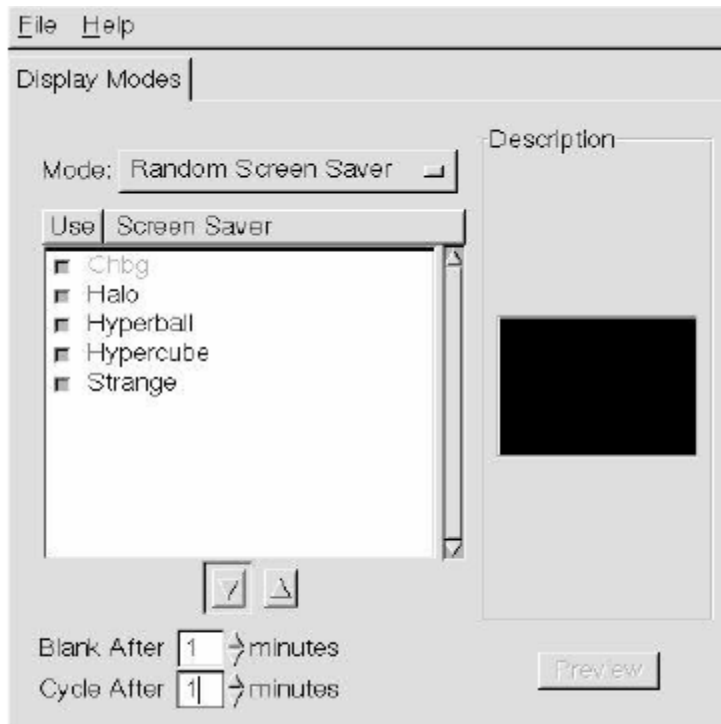 File Help
Display Modes
Description
Mode: Random Screen Saver
Use Screen Saver
Chbg
Halo
Hyperball
Hypercube
Strange
Blank After 1 minutes
Cycle After 1 minutes
Preview